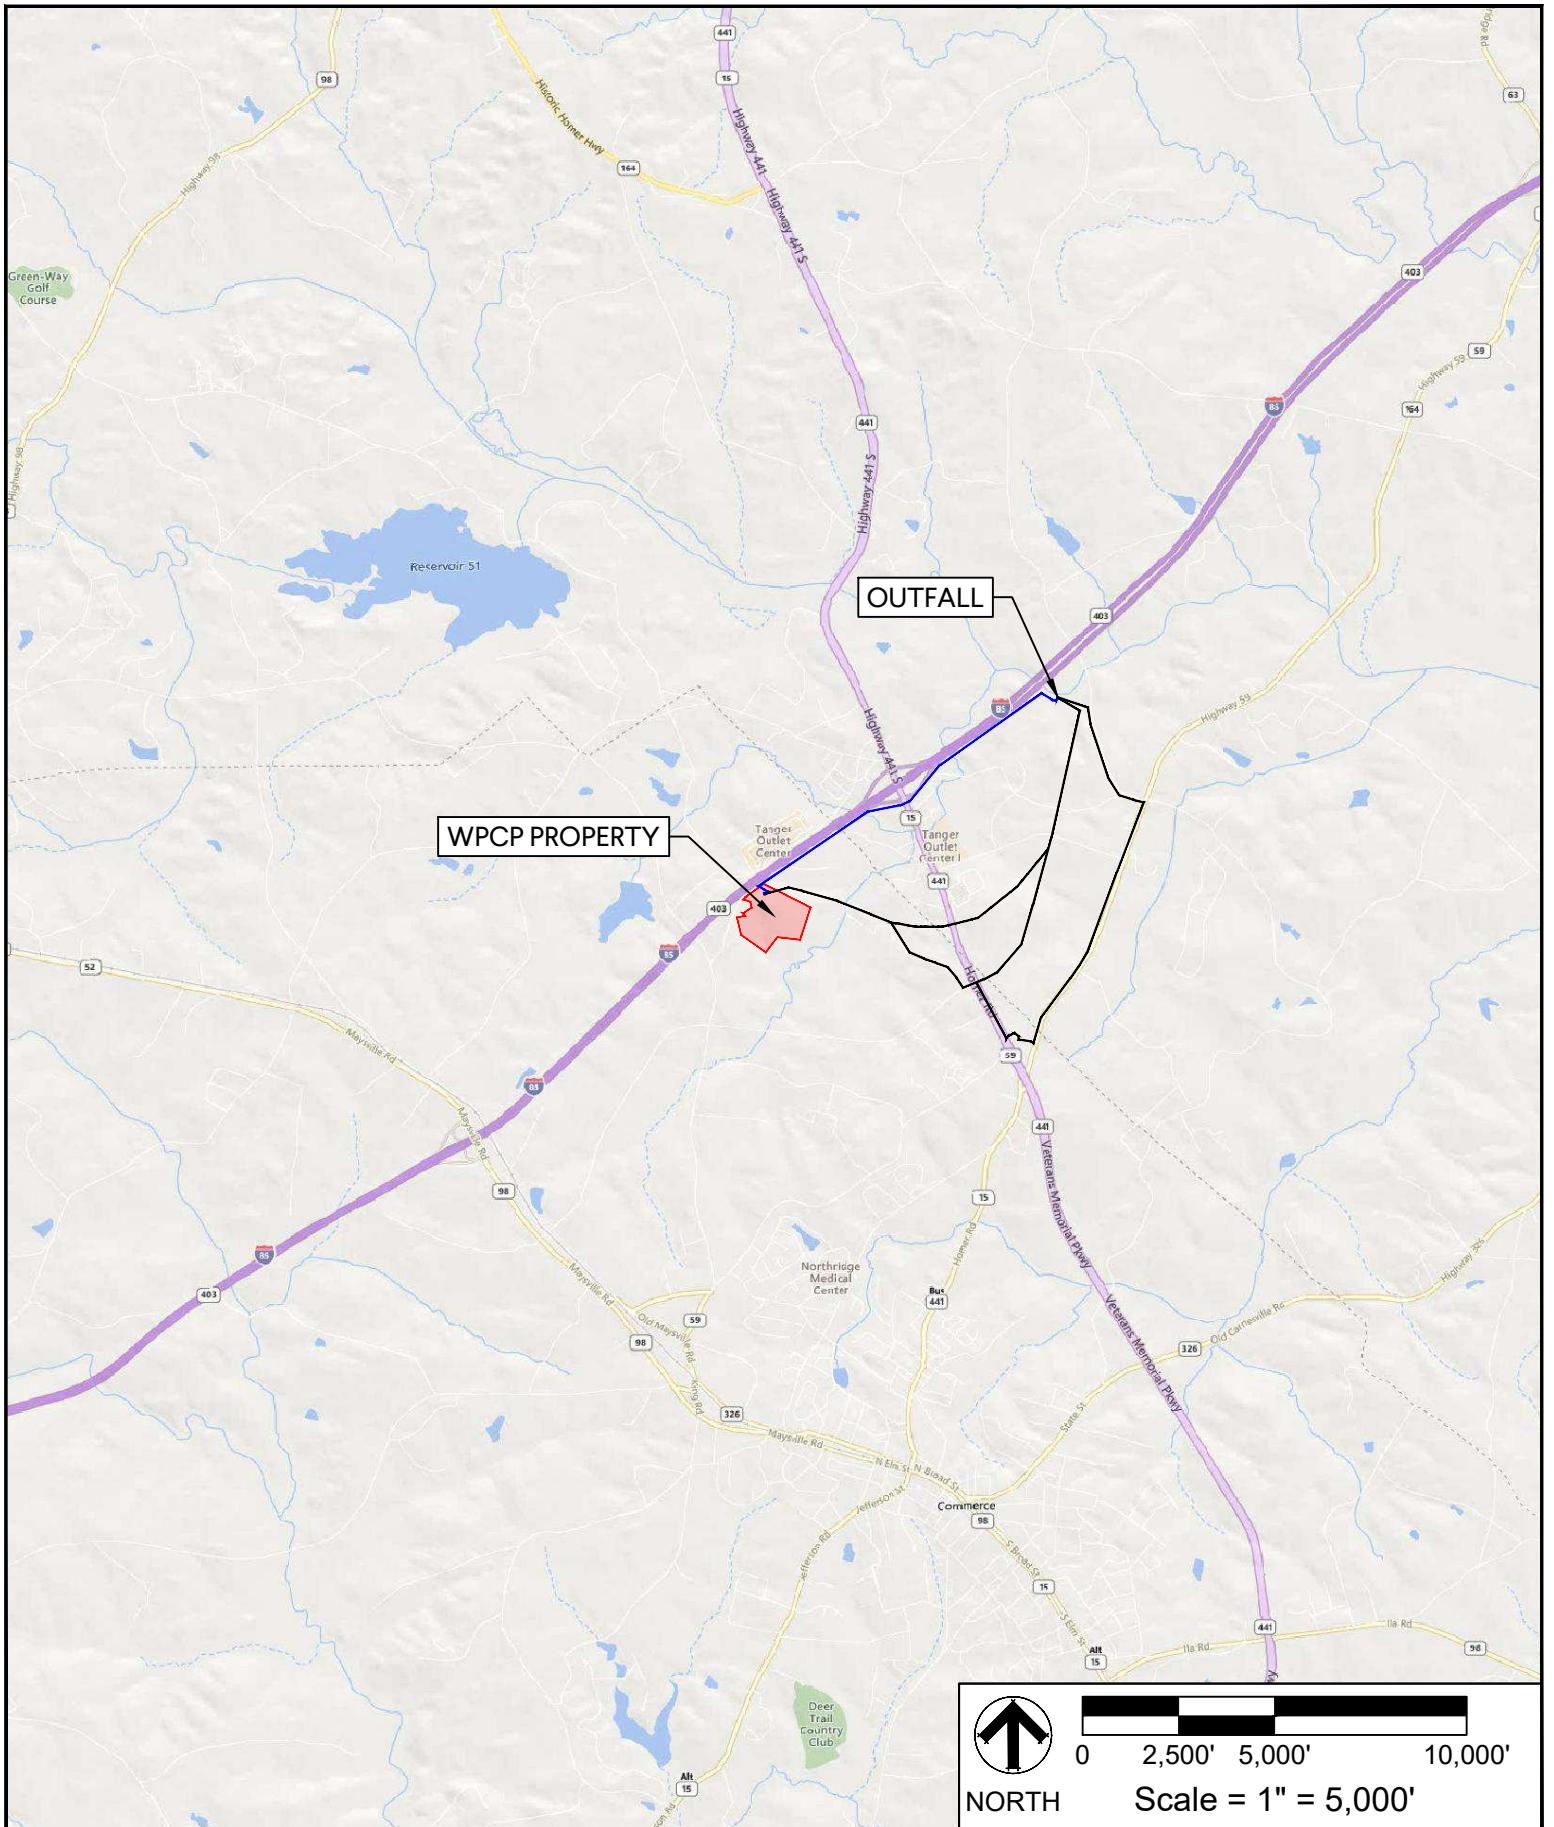 441
15
98
Historic Homer Hwy
63
Highway 441
Highway 98
164
Highway 441 S
403
Green-Way
Golf
Course
59
Highway 59
85
164
441
Highway 441 S
Highway 98
Reservoir 51
OUTFALL
403
85
Highway 59
Highway 441 S
WPCP PROPERTY
Tanger
Outlet
Center
15
Tanger
Outlet
Center I
441
403
85
52
Homer Rd
Maysville Rd
59
85
Maysville Rd
441
98
15
Veterans Memorial Pkwy
Homer Rd
85
Northridge
Medical
Center
Highway 326
403
Maysville Rd
Bus
441
Veterans Memorial Pkwy
Old Carnesville Rd
59
Old Maysville Rd
98
326
King Rd
326
State St
Maysville Rd
N Elm St
N Broad St
Jefferson St
Commerce
98
Jefferson Rd
S Broad St
15
S Elm St
441
Ila Rd
Ila Rd
98
Alt
15
Deer
Trail
Country
Club
Alt
15
0 2,500' 5,000' 10,000'
NORTH
Scale = 1" = 5,000'